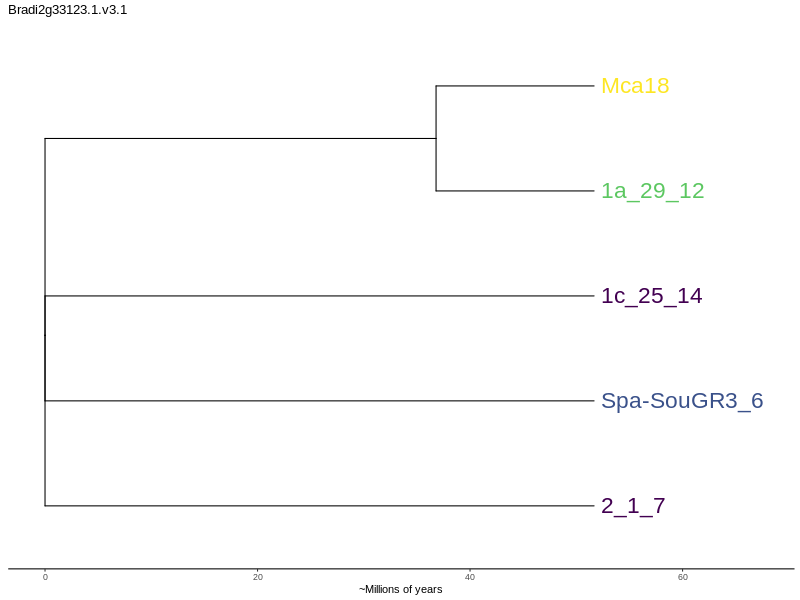 Bradi2g33123.1.v3.1
Mca18
1a_29_12
1c_25_14
Spa-SouGR3_6
2_1_7
0 20 40 60
~Millions of years